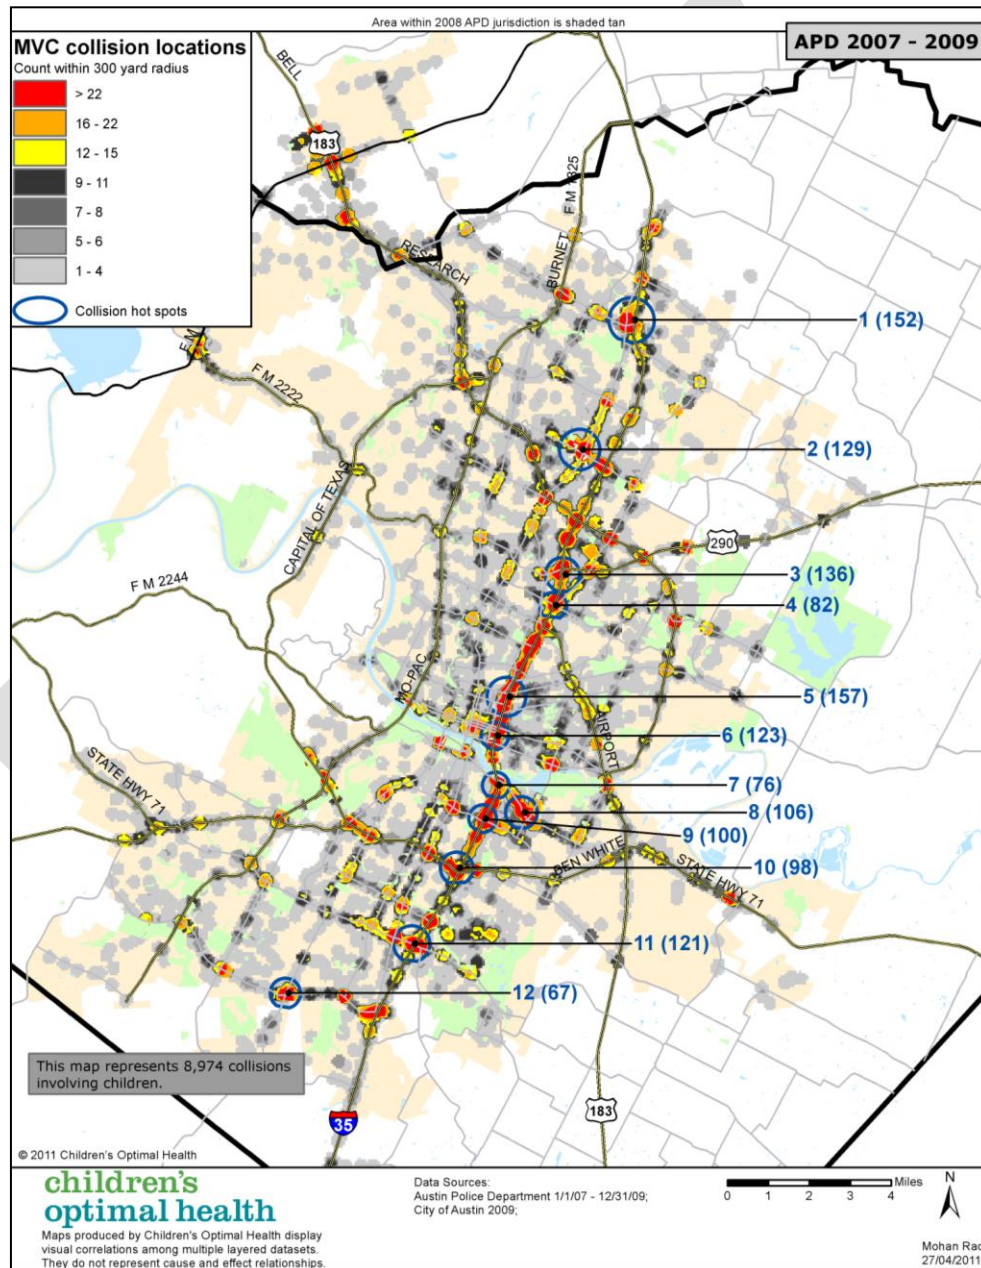 Area within 2008 APD jurisdiction is shaded tan
MVC collision locations
Count within 300 yard radius
> 22
16 - 22
12 - 15
9 - 11
7 - 8
5 - 6
1 - 4
Collision hot spots
APD 2007 - 2009
BELL
183
F M 1325
BURNET
RESEARCH
1 (152)
F M
F M 2222
2 (129)
CAPITAL OF TEXAS
290
3 (136)
F M 2244
4 (82)
MO-PAC
5 (157)
AIRPORT
6 (123)
STATE HWY 71
7 (76)
8 (106)
9 (100)
BEN WHITE
STATE HWY 71
10 (98)
11 (121)
12 (67)
This map represents 8,974 collisions
involving children.
183
35
© 2011 Children's Optimal Health
children's
optimal health
Maps produced by Children's Optimal Health display
visual correlations among multiple layered datasets.
They do not represent cause and effect relationships.
Data Sources:
Austin Police Department 1/1/07 - 12/31/09;
City of Austin 2009;
Miles
0 1 2 3 4
N
Mohan Rao
27/04/2011